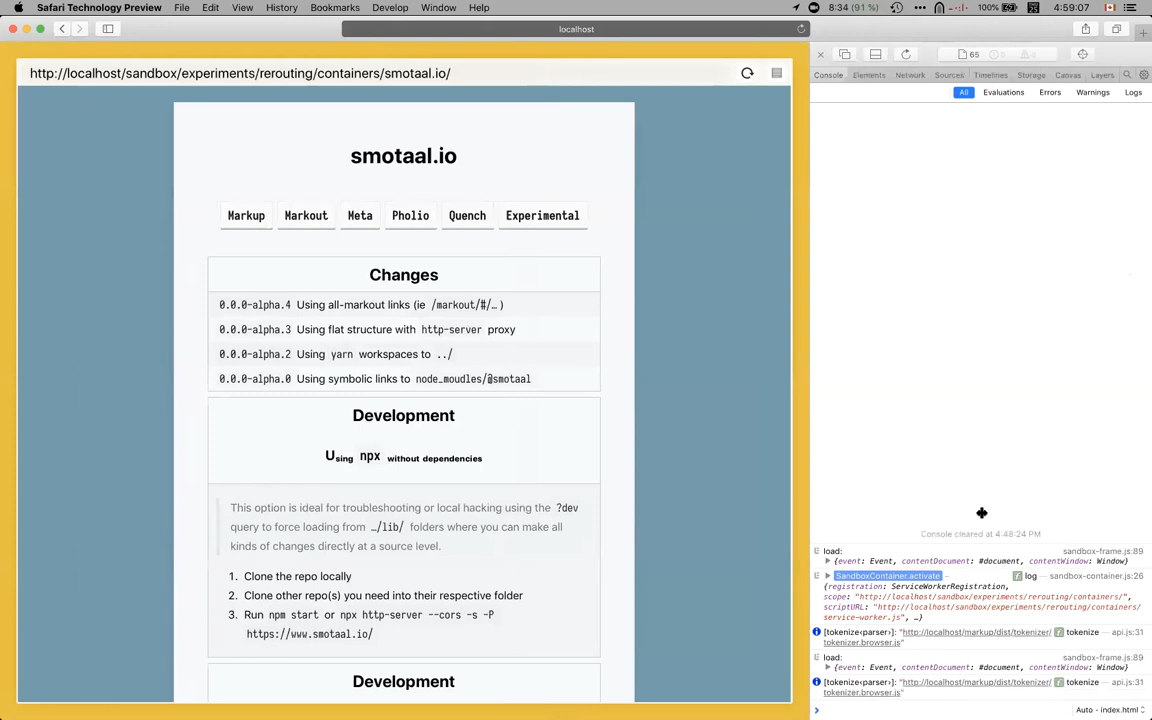 Safari Technology Preview File Edit View History Bookmarks Develop Window Help 8:34 (91 %) 100% 4:59:07
localhost
65
http://localhost/sandbox/experiments/rerouting/containers/smotaal.io/
Console Elements Network Sources Timelines Storage Canvas Layers
All Evaluations Errors Warnings Logs
smotaal.io
Markup Markout Meta Pholio Quench Experimental
Changes
0.0.0-alpha.4 Using all-markout links (ie /markout/#/… )
0.0.0-alpha.3 Using flat structure with http-server proxy
0.0.0-alpha.2 Using yarn workspaces to ../
0.0.0-alpha.0 Using symbolic links to node_moudles/@smotaal
Development
Using npx without dependencies
This option is ideal for troubleshooting or local hacking using the ?dev
query to force loading from …/lib/ folders where you can make all
kinds of changes directly at a source level.
1. Clone the repo locally
2. Clone other repo(s) you need into their respective folder
3. Run npm start or npx http-server --cors -s -P
https://www.smotaal.io/
Development
Console cleared at 4:48:24 PM
load: sandbox-frame.js:89
{event: Event, contentDocument: #document, contentWindow: Window}
SandboxContainer.activate – f log — sandbox-container.js:26
{registration: ServiceWorkerRegistration,
scope: "http://localhost/sandbox/experiments/rerouting/containers/",
scriptURL: "http://localhost/sandbox/experiments/rerouting/containers/
service-worker.js", …}
[tokenize‹parser›]: "http://localhost/markup/dist/tokenizer/ f tokenize — api.js:31
tokenizer.browser.js"
load: sandbox-frame.js:89
{event: Event, contentDocument: #document, contentWindow: Window}
[tokenize‹parser›]: "http://localhost/markup/dist/tokenizer/ f tokenize — api.js:31
tokenizer.browser.js"
Auto - index.html